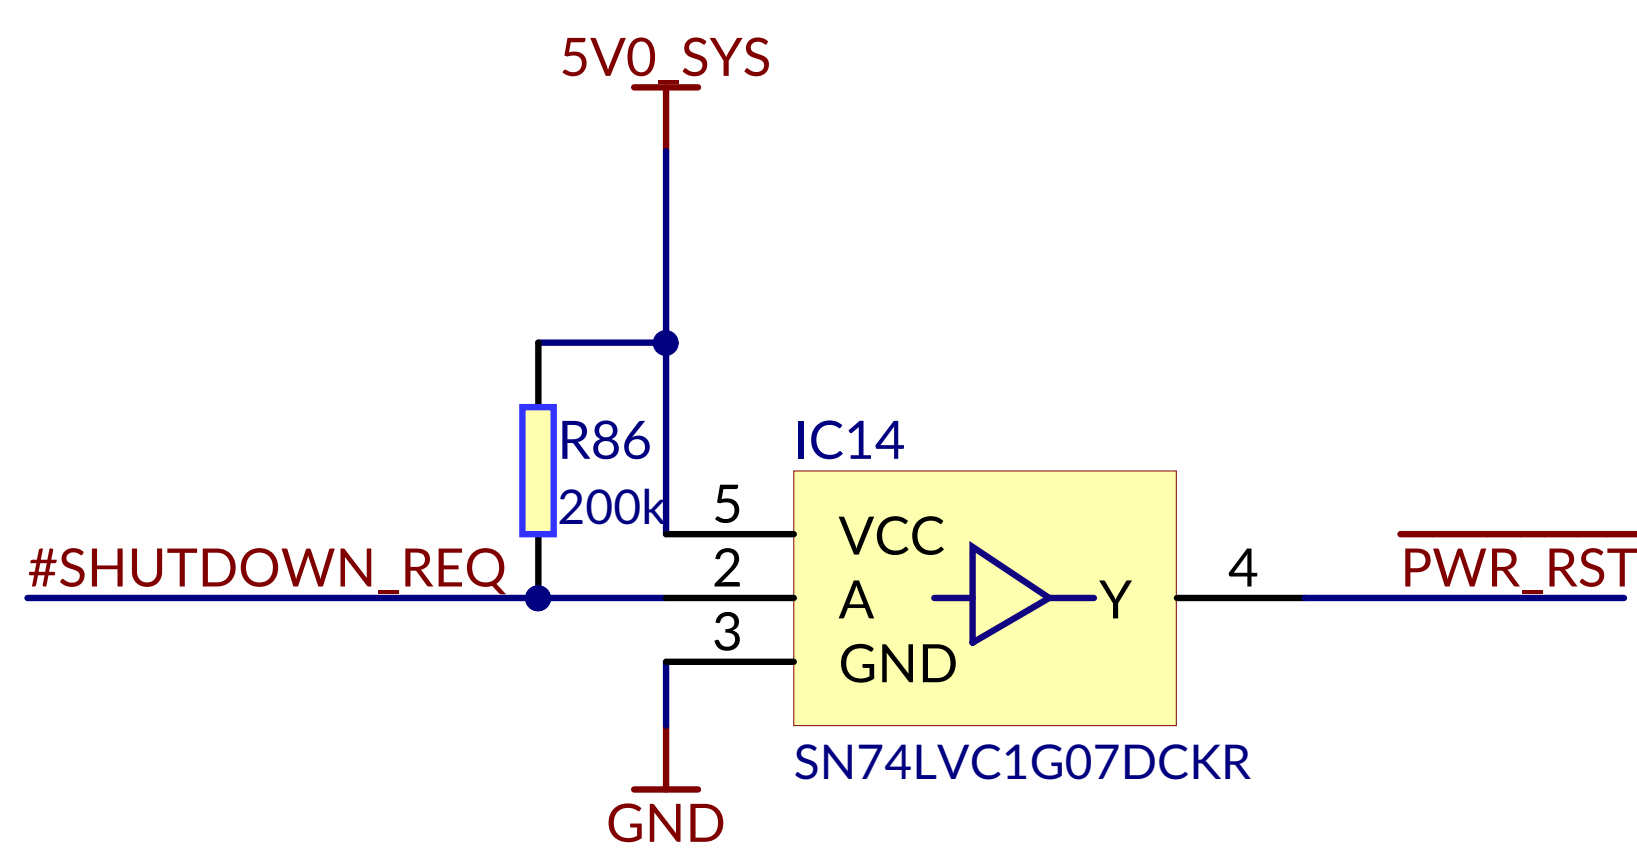 5V0_SYS
R86
200k
IC14
5
VCC
#SHUTDOWN_REQ
2
A
Y
4
PWR_RST
3
GND
SN74LVC1G07DCKR
GND